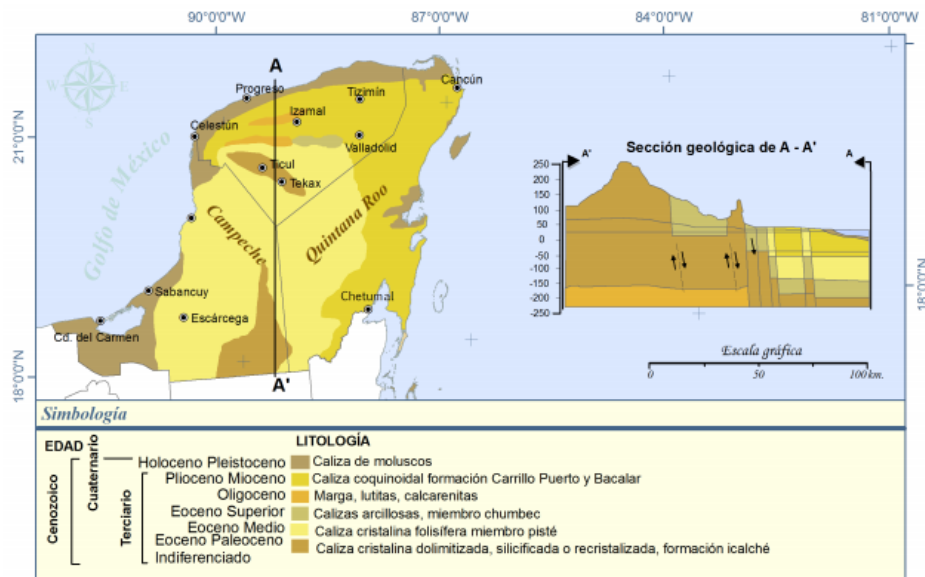 90°0'0"W 87°0'0"W 84°0'0"W 81°0'0"W
N
W E
S
A
Progreso
Cancún
Tizimín
Izamal
Celestún
21°0'0"N
Valladolid
Ticul
Tekax
Golfo de México
Campeche
Quintana Roo
Sabancuy
Chetumal
Escárcega
Cd. del Carmen
18°0'0"N
A'
Sección geológica de A - A'
A' A
250
200
150
100
50
0
-50
-100
-150
-200
-250
18°0'0"N
Escala gráfica
0 50 100 km.
Simbología
EDAD
LITOLOGÍA
Cenozoico
Cuaternario
Terciario
Holoceno Pleistoceno Caliza de moluscos
Plioceno Mioceno Caliza coquinoidal formación Carrillo Puerto y Bacalar
Oligoceno Marga, lutitas, calcarenitas
Eoceno Superior Calizas arcillosas, miembro chumbec
Eoceno Medio Caliza cristalina folisífera miembro pisté
Eoceno Paleoceno Caliza cristalina dolimitizada, silicificada o recristalizada, formación icalché
Indiferenciado